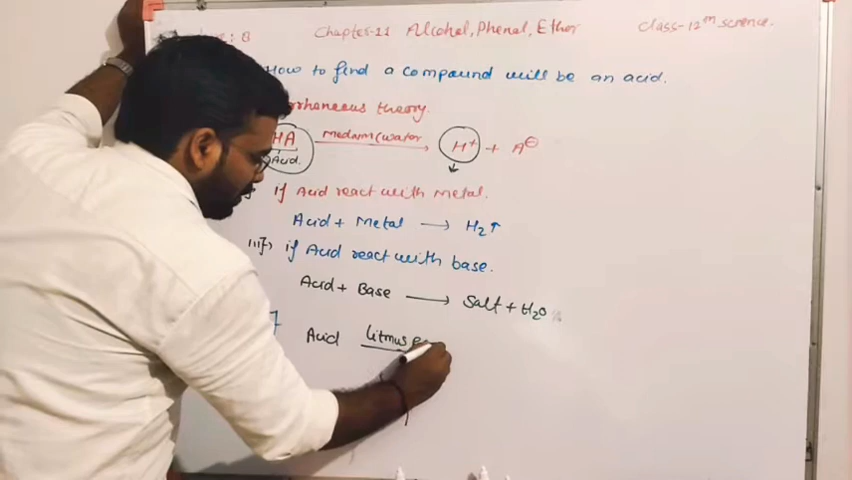 : 8 Chapter-11 Alcohol, Phenol, Ether Class-12th science.
How to find a compound will be an acid.
rrheneous theory.
HA medium(water H+ + A⊖
Acid.
if Acid react with Metal.
Acid + Metal → H2↑
III⟩ if Acid react with base.
Acid + Base → Salt + H2O
Acid litmus